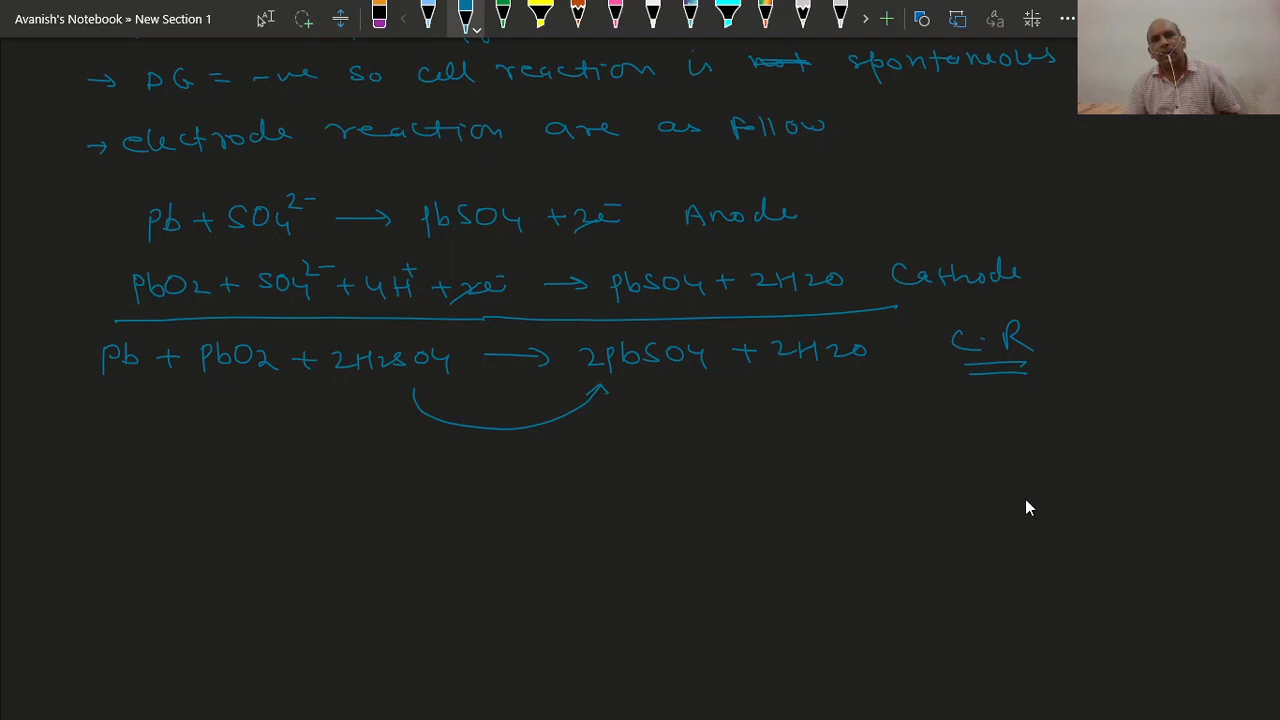 Avanish's Notebook » New Section 1
→ DG = -ve so cell reaction is not spontaneous
→ electrode reaction are as follow
Pb + SO4²⁻ → PbSO4 + 2e⁻ Anode
PbO2 + SO4²⁻ + 4H⁺ + 2e⁻ → PbSO4 + 2H2O Cathode
Pb + PbO2 + 2H2SO4 → 2PbSO4 + 2H2O C.R